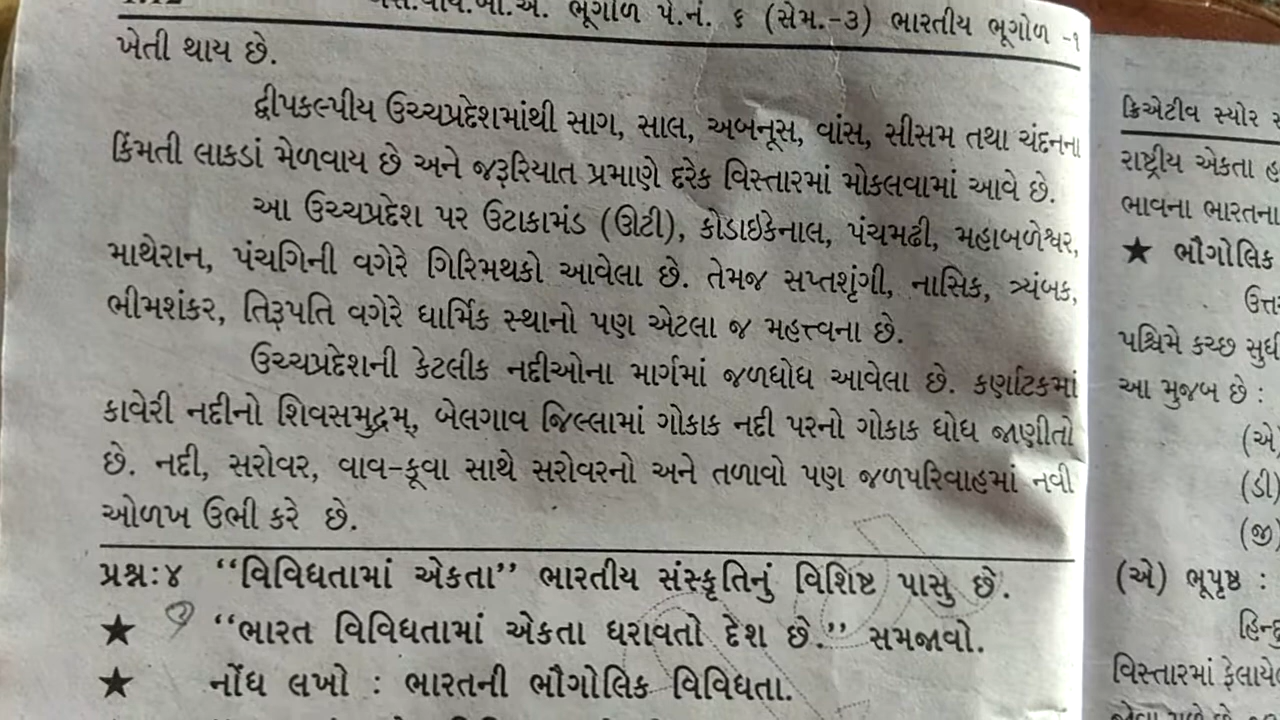 ભૂગોળ પે.નં. ૬ (સેમ.-૩) ભારતીય ભૂગોળ -૧
ખેતી થાય છે.
દ્વીપકલ્પીય ઉચ્ચપ્રદેશમાંથી સાગ, સાલ, અબનૂસ, વાંસ, સીસમ તથા ચંદનના
કિંમતી લાકડાં મેળવાય છે અને જરૂરિયાત પ્રમાણે દરેક વિસ્તારમાં મોકલવામાં આવે છે.
આ ઉચ્ચપ્રદેશ પર ઉટાકામંડ (ઊટી), કોડાઇકેનાલ, પંચમઢી, મહાબળેશ્વર,
માથેરાન, પંચગિની વગેરે ગિરિમથકો આવેલા છે. તેમજ સપ્તશૃંગી, નાસિક, ત્ર્યંબક,
ભીમશંકર, તિરૂપતિ વગેરે ધાર્મિક સ્થાનો પણ એટલા જ મહત્ત્વના છે.
ઉચ્ચપ્રદેશની કેટલીક નદીઓના માર્ગમાં જળધોધ આવેલા છે. કર્ણાટકમાં
કાવેરી નદીનો શિવસમુદ્રમ્, બેલગાવ જિલ્લામાં ગોકાક નદી પરનો ગોકાક ધોધ જાણીતો
છે. નદી, સરોવર, વાવ-કૂવા સાથે સરોવરનો અને તળાવો પણ જળપરિવાહમાં નવી
ઓળખ ઉભી કરે છે.
પ્રશ્ન:૪ “વિવિધતામાં એકતા” ભારતીય સંસ્કૃતિનું વિશિષ્ટ પાસુ છે.
★ “ભારત વિવિધતામાં એકતા ધરાવતો દેશ છે.” સમજાવો.
★ નોંધ લખો : ભારતની ભૌગોલિક વિવિધતા.
ક્રિએટીવ સ્યોર
રાષ્ટ્રીય એકતા
ભાવના ભારતના
★ ભૌગોલિક
પશ્ચિમે કચ્છ સુધી
આ મુજબ છે :
(એ)
(ડી)
(જી)
(એ) ભૂપૃષ્ઠ :
વિસ્તારમાં